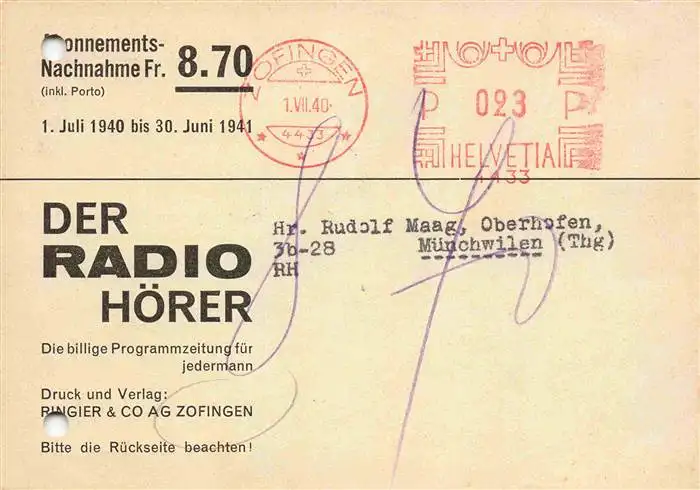 onnements-
Nachnahme Fr. 8.70
(inkl. Porto)
1. Juli 1940 bis 30. Juni 1941
ZOFINGEN
1.VII.40.
4433
P 023 P
HELVETIA
4433
DER
RADIO
HÖRER
Die billige Programmzeitung für
jedermann
Druck und Verlag:
RINGIER & CO AG ZOFINGEN
Bitte die Rückseite beachten!
Hr. Rudolf Maag, Oberhofen,
3b-28 Münchwilen (Thg)
RH